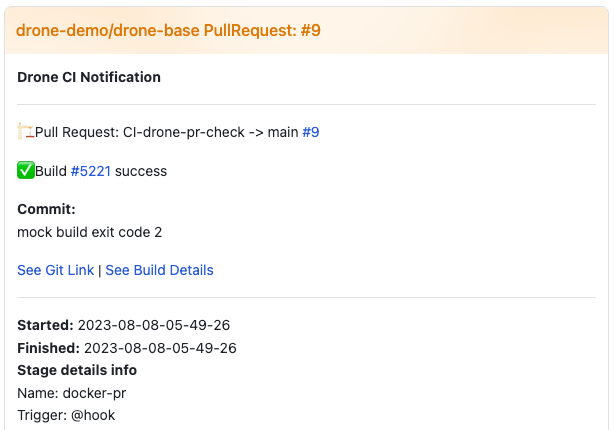 drone-demo/drone-base PullRequest: #9
Drone CI Notification
🏗️Pull Request: CI-drone-pr-check -> main #9
✅Build #5221 success
Commit:
mock build exit code 2
See Git Link | See Build Details
Started: 2023-08-08-05-49-26
Finished: 2023-08-08-05-49-26
Stage details info
Name: docker-pr
Trigger: @hook